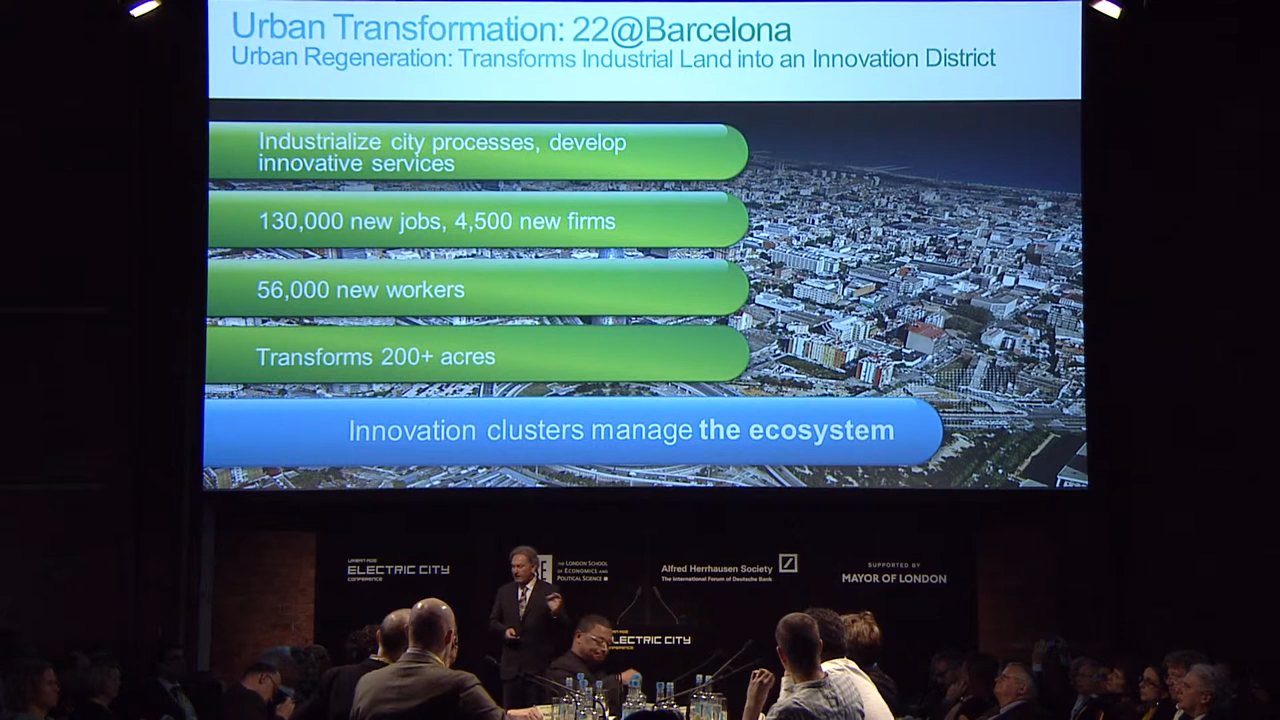 Urban Transformation: 22@Barcelona
Urban Regeneration: Transforms Industrial Land into an Innovation District
Industrialize city processes, develop
innovative services
130,000 new jobs, 4,500 new firms
56,000 new workers
Transforms 200+ acres
Innovation clusters manage the ecosystem
URBAN AGE
ELECTRIC CITY
CONFERENCE
THE LONDON SCHOOL
OF ECONOMICS AND
POLITICAL SCIENCE
Alfred Herrhausen Society
The International Forum of Deutsche Bank
SUPPORTED BY
MAYOR OF LONDON
ELECTRIC CITY